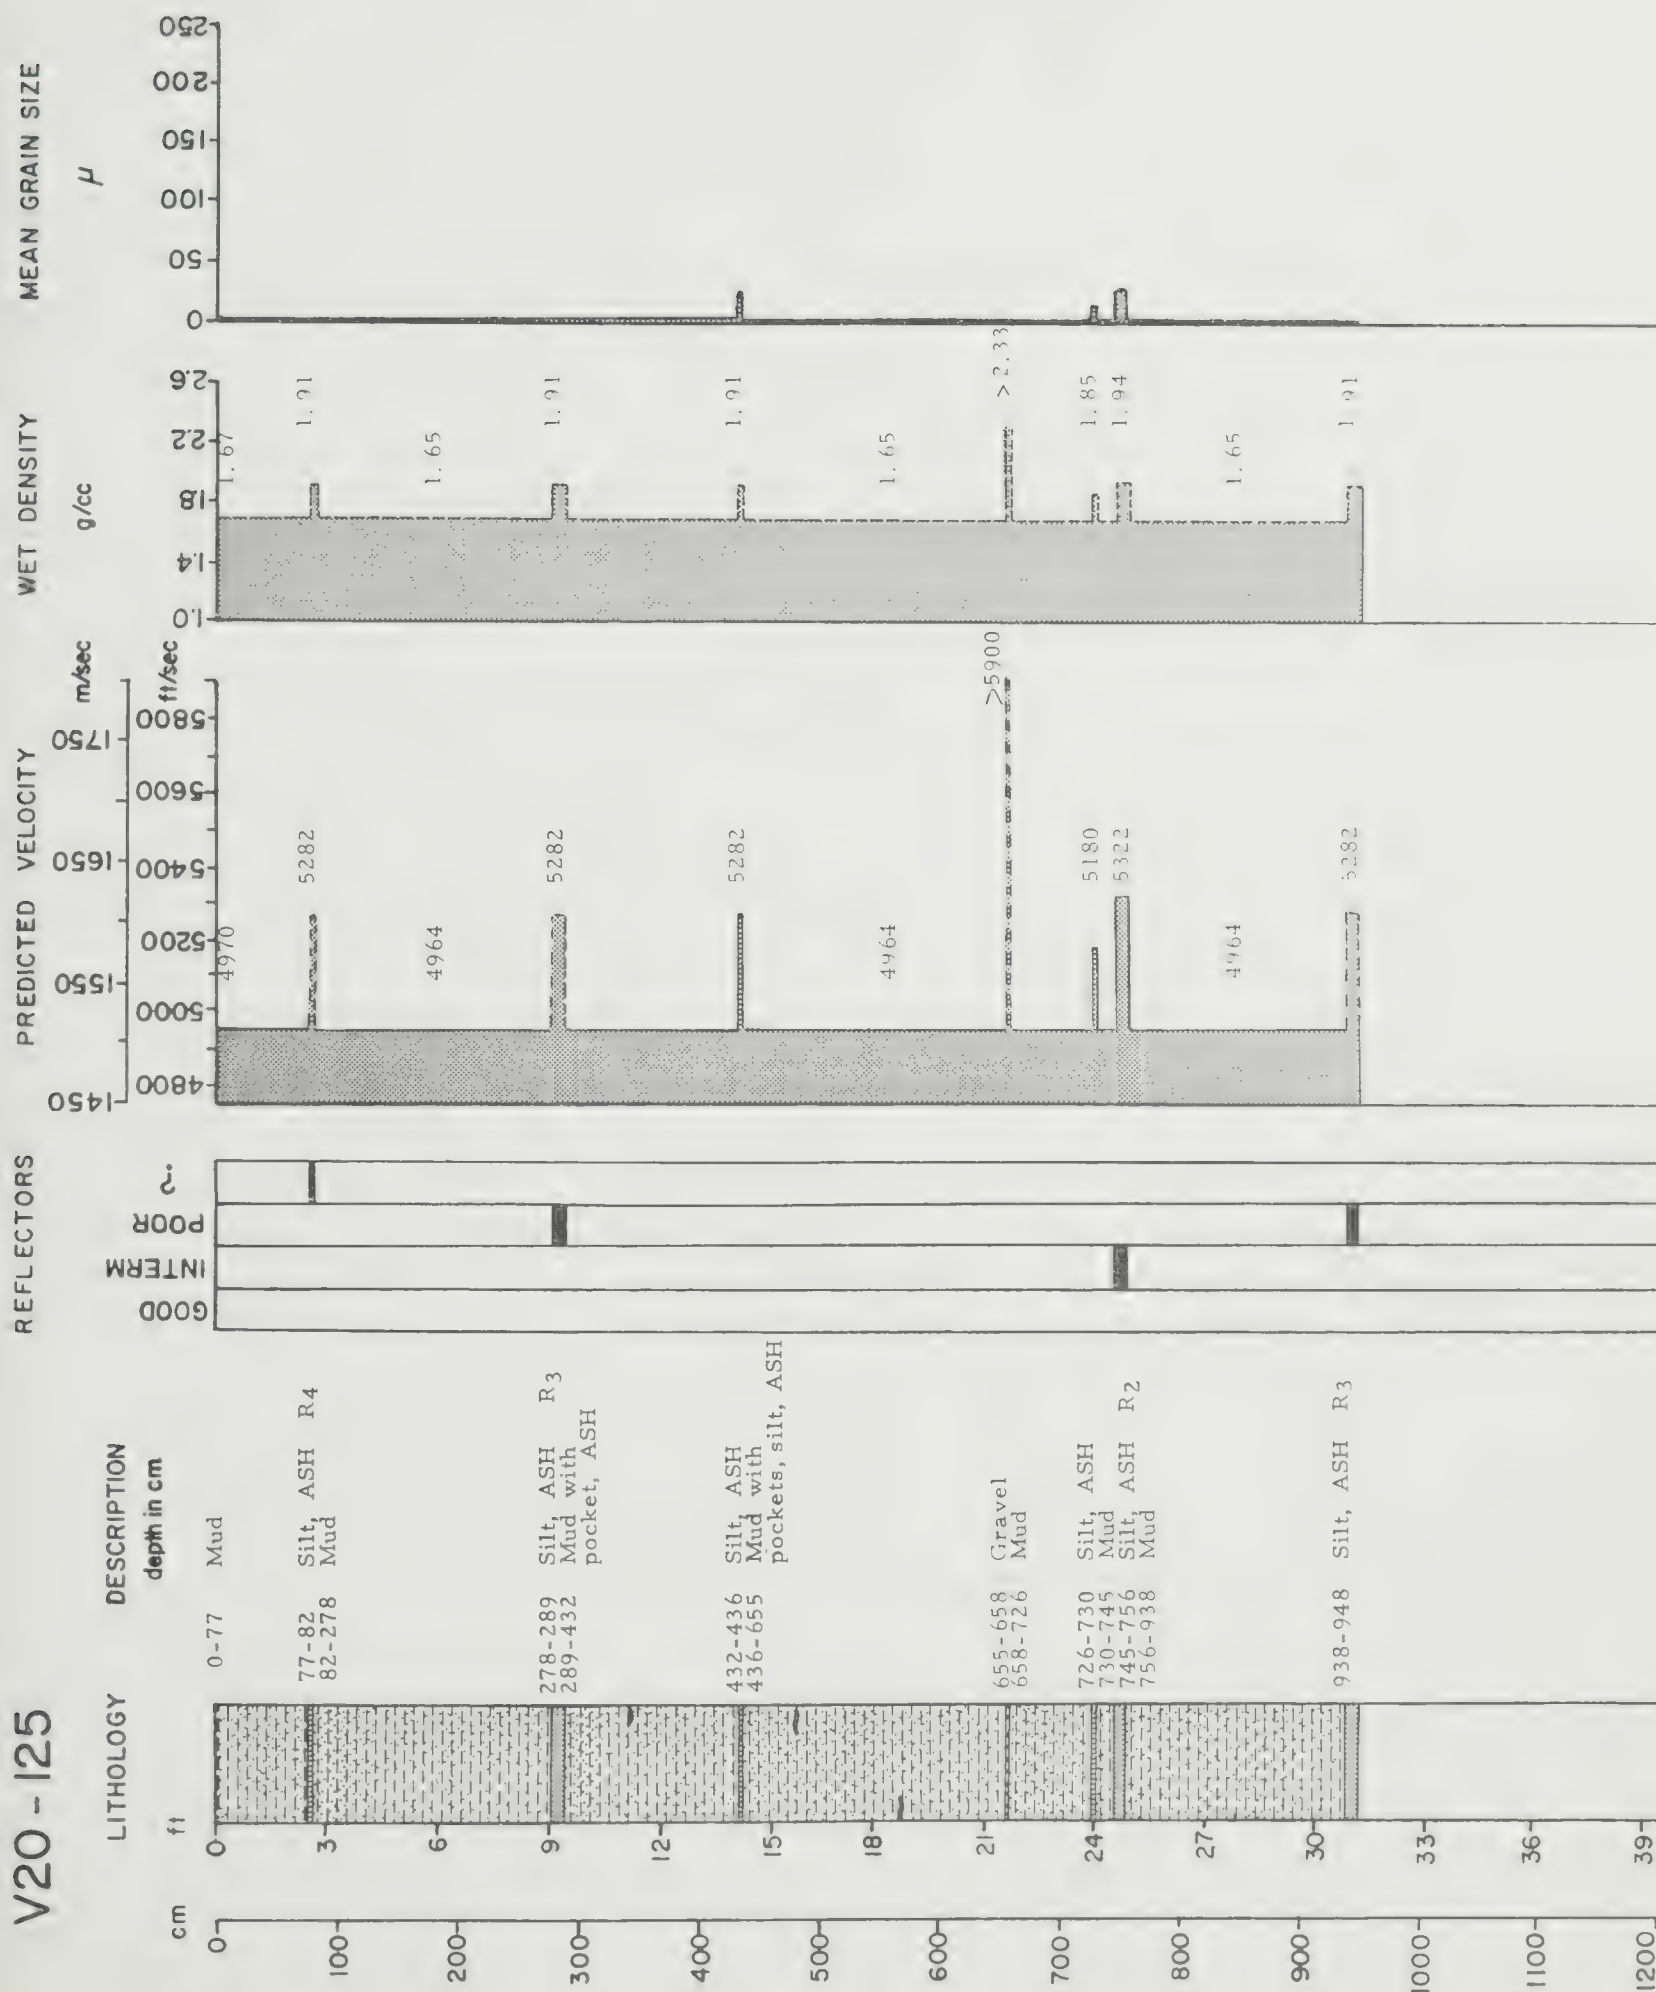 V20-125
LITHOLOGY
DESCRIPTION
depth in cm
REFLECTORS
PREDICTED VELOCITY
WET DENSITY
MEAN GRAIN SIZE
cm
ft
GOOD
INTERM
POOR
?
m/sec
ft/sec
g/cc
μ
1450
1550
1650
1750
4800
5000
5200
5400
5600
5800
1.0
1.4
1.8
2.2
2.6
0
50
100
150
200
250
0-77 Mud
77-82 Silt, ASH R4
82-278 Mud
278-289 Silt, ASH R3
289-432 Mud with
pocket, ASH
432-436 Silt, ASH
436-655 Mud with
pockets, silt, ASH
655-658 Gravel
658-726 Mud
726-730 Silt, ASH
730-745 Mud
745-756 Silt, ASH R2
756-938 Mud
938-948 Silt, ASH R3
4970
5282
4964
5282
5282
4964
>5900
5180
5322
4964
5282
1.67
1.91
1.65
1.91
1.91
1.65
>2.33
1.85
1.94
1.65
1.91
0
3
6
9
12
15
18
21
24
27
30
33
36
39
0
100
200
300
400
500
600
700
800
900
1000
1100
1200